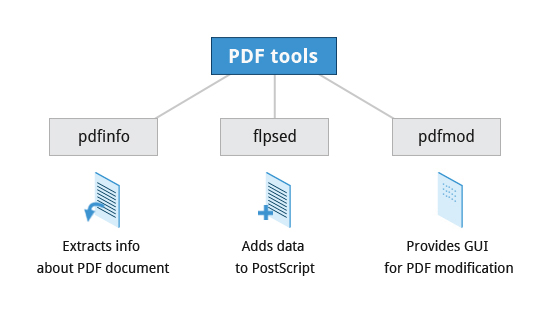 PDF tools
pdfinfo
flpsed
pdfmod
Extracts info
about PDF document
Adds data
to PostScript
Provides GUI
for PDF modification